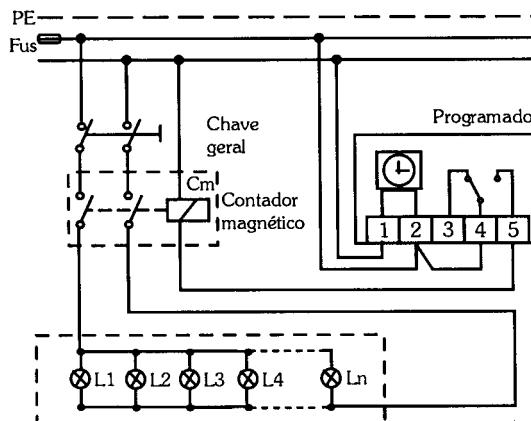 PE
Fus
Programado
Chave
geral
Cm
Contador
magnético
1 2 3 4 5
L1 L2 L3 L4 Ln